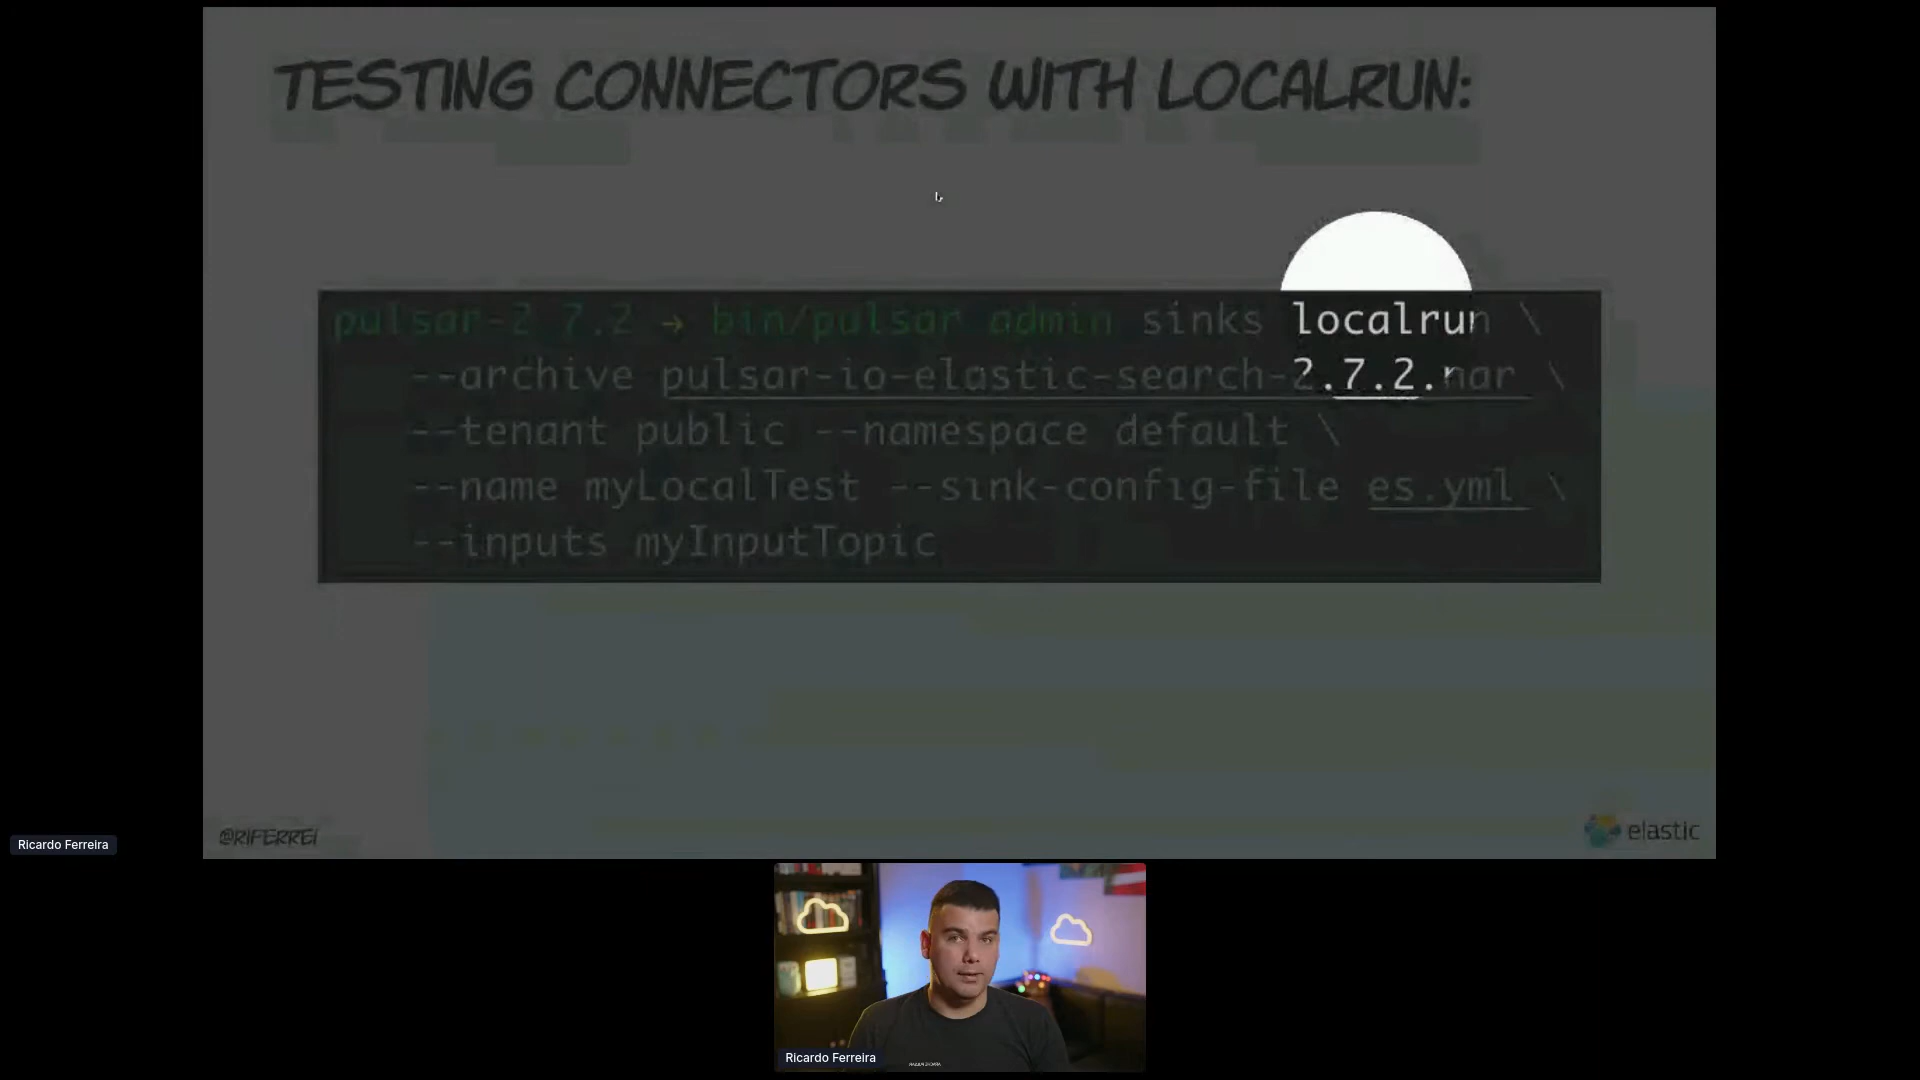 TESTING CONNECTORS WITH LOCALRUN:
pulsar-2.7.2 → bin/pulsar-admin sinks localrun \
--archive pulsar-io-elastic-search-2.7.2.nar \
--tenant public --namespace default \
--name myLocalTest --sink-config-file es.yml \
--inputs myInputTopic
@RIFERREI
elastic
Ricardo Ferreira
Ricardo Ferreira